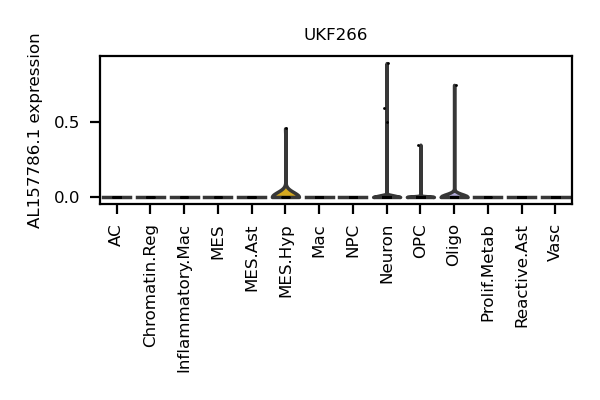 UKF266
AL157786.1 expression
0.5
0.0
AC
Chromatin.Reg
Inflammatory.Mac
MES
MES.Ast
MES.Hyp
Mac
NPC
Neuron
OPC
Oligo
Prolif.Metab
Reactive.Ast
Vasc